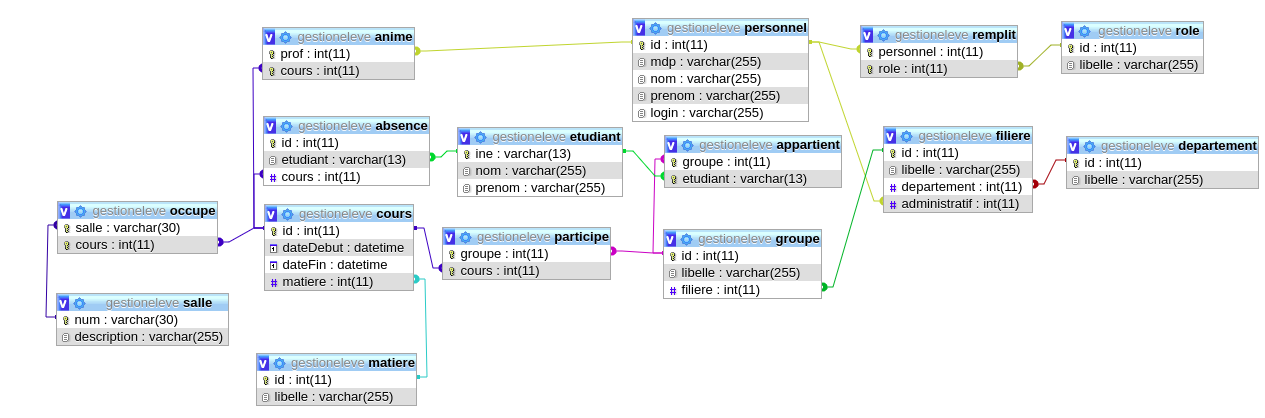 gestioneleve anime
prof : int(11)
cours : int(11)
gestioneleve personnel
id : int(11)
mdp : varchar(255)
nom : varchar(255)
prenom : varchar(255)
login : varchar(255)
gestioneleve remplit
personnel : int(11)
role : int(11)
gestioneleve role
id : int(11)
libelle : varchar(255)
gestioneleve absence
id : int(11)
etudiant : varchar(13)
cours : int(11)
gestioneleve etudiant
ine : varchar(13)
nom : varchar(255)
prenom : varchar(255)
gestioneleve appartient
groupe : int(11)
etudiant : varchar(13)
gestioneleve filiere
id : int(11)
libelle : varchar(255)
departement : int(11)
administratif : int(11)
gestioneleve departement
id : int(11)
libelle : varchar(255)
gestioneleve occupe
salle : varchar(30)
cours : int(11)
gestioneleve cours
id : int(11)
dateDebut : datetime
dateFin : datetime
matiere : int(11)
gestioneleve participe
groupe : int(11)
cours : int(11)
gestioneleve groupe
id : int(11)
libelle : varchar(255)
filiere : int(11)
gestioneleve salle
num : varchar(30)
description : varchar(255)
gestioneleve matiere
id : int(11)
libelle : varchar(255)